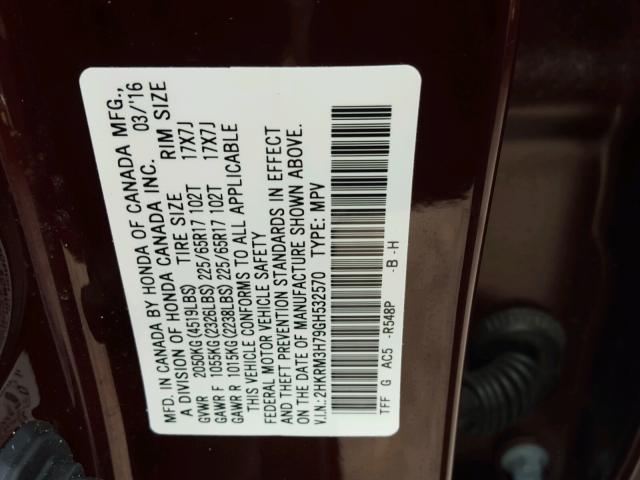 MFD. IN CANADA BY HONDA OF CANADA MFG.,
A DIVISION OF HONDA CANADA INC. 03/'16
TIRE SIZE RIM SIZE
GVWR 2050KG(4519LBS)
GAWR F 1055KG(2326LBS) 225/65R17 102T 17X7J
GAWR R 1015KG(2238LBS) 225/65R17 102T 17X7J
THIS VEHICLE CONFORMS TO ALL APPLICABLE
FEDERAL MOTOR VEHICLE SAFETY
AND THEFT PREVENTION STANDARDS IN EFFECT
ON THE DATE OF MANUFACTURE SHOWN ABOVE.
V.I.N.:2HKRM3H79GH532570 TYPE: MPV
TFF G AC5 -R548P -B-H